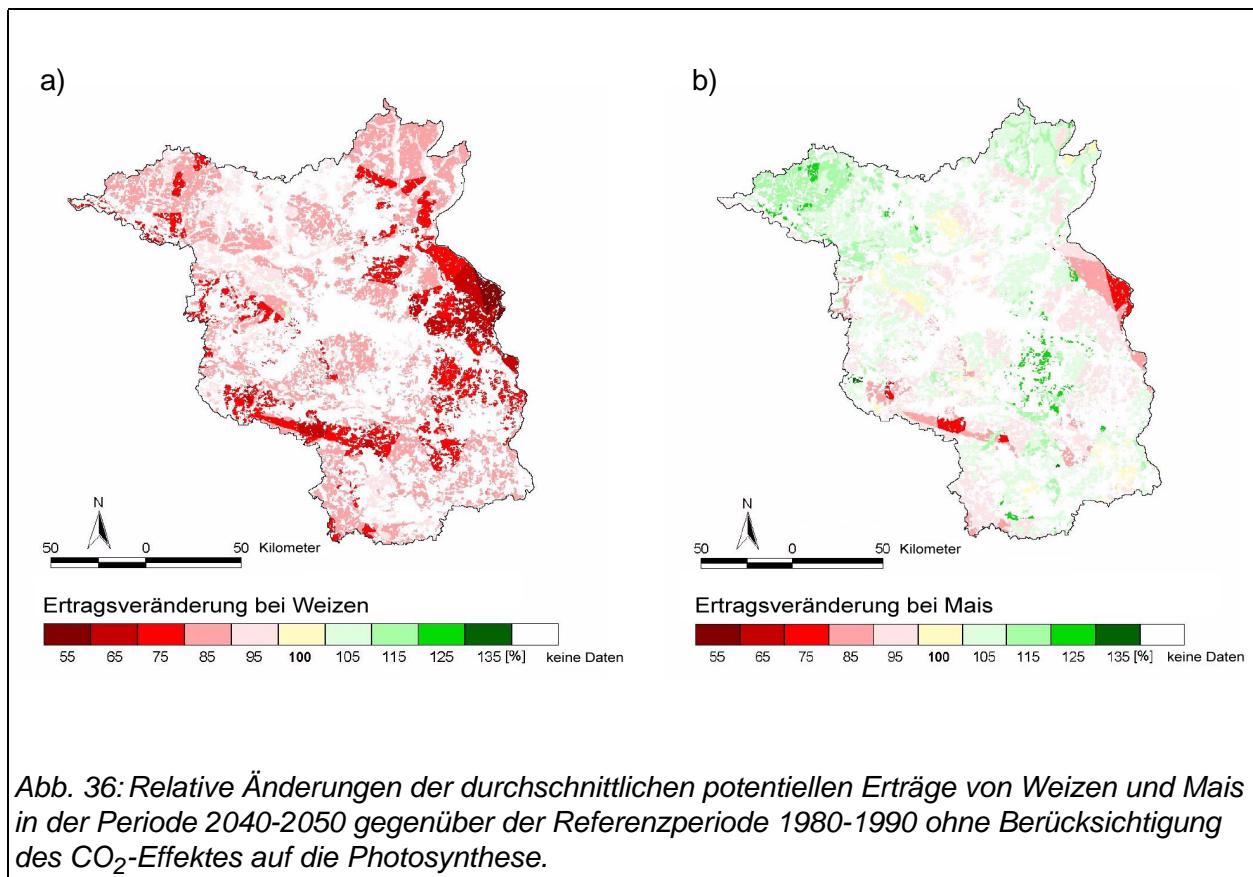 a)
b)
N
50 0 50 Kilometer
N
50 0 50 Kilometer
Ertragsveränderung bei Weizen
55 65 75 85 95 100 105 115 125 135 [%] keine Daten
Ertragsveränderung bei Mais
55 65 75 85 95 100 105 115 125 135 [%] keine Daten
Abb. 36: Relative Änderungen der durchschnittlichen potentiellen Erträge von Weizen und Mais
in der Periode 2040-2050 gegenüber der Referenzperiode 1980-1990 ohne Berücksichtigung
des CO₂-Effektes auf die Photosynthese.